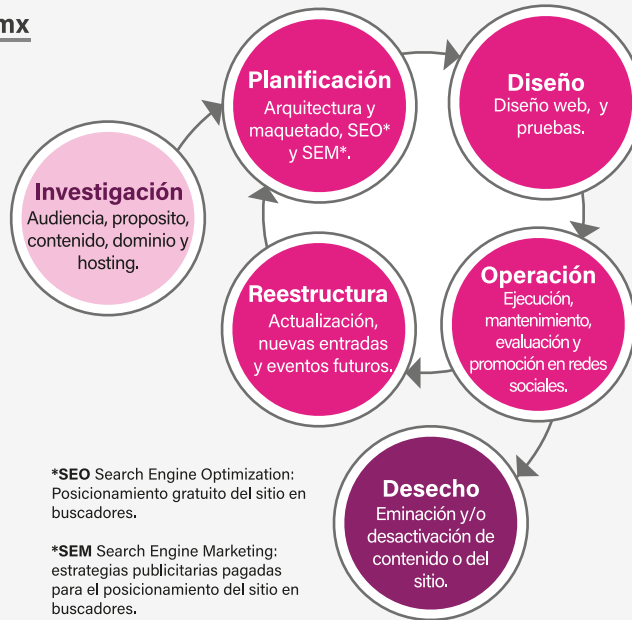 mx
Planificación
Arquitectura y
maquetado, SEO*
y SEM*.
Diseño
Diseño web, y
pruebas.
Investigación
Audiencia, proposito,
contenido, dominio y
hosting.
Reestructura
Actualización,
nuevas entradas
y eventos futuros.
Operación
Ejecución,
mantenimiento,
evaluación y
promoción en redes
sociales.
Desecho
Eminación y/o
desactivación de
contenido o del
sitio.
*SEO Search Engine Optimization:
Posicionamiento gratuito del sitio en
buscadores.
*SEM Search Engine Marketing:
estrategias publicitarias pagadas
para el posicionamiento del sitio en
buscadores.